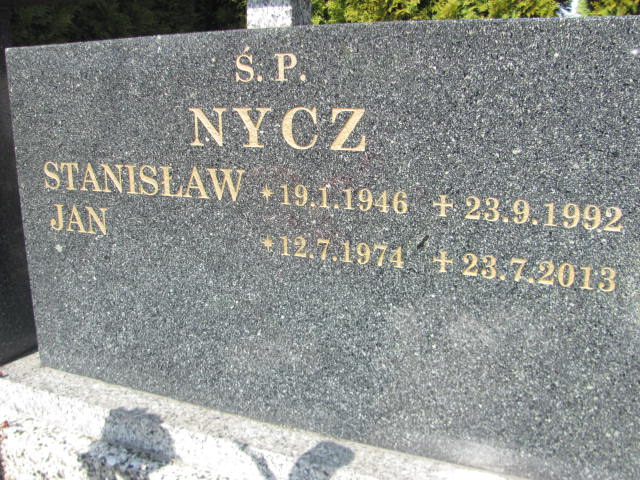 Ś. P.
NYCZ
STANISŁAW *19.1.1946 +23.9.1992
JAN *12.7.1974 +23.7.2013